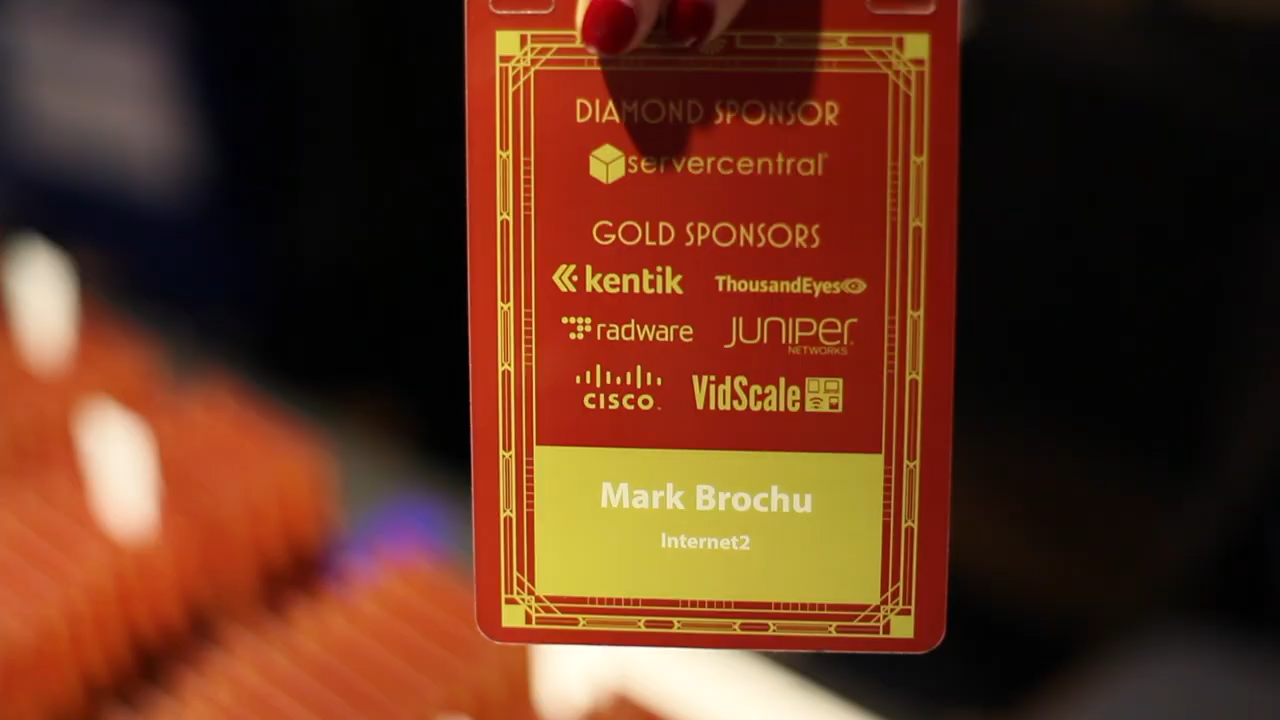 DIAMOND SPONSOR
servercentral
GOLD SPONSORS
kentik ThousandEyes
radware JUNIPER NETWORKS
CISCO VidScale
Mark Brochu
Internet2